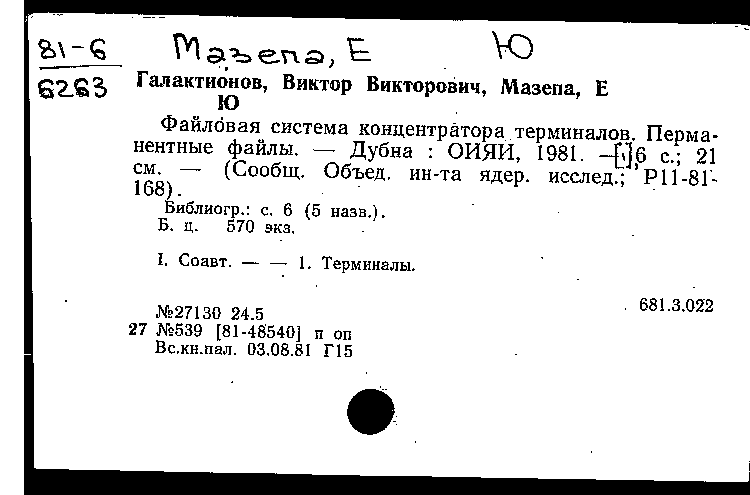 81-6 Мазепа, Е Ю
6263
Галактионов, Виктор Викторович, Мазепа, Е
Ю
Файловая система концентратора терминалов. Перма-
нентные файлы. — Дубна : ОИЯИ, 1981. —[1],6 с.; 21
см. — (Сообщ. Объед. ин-та ядер. исслед.; Р11-81-
168).
Библиогр.: с. 6 (5 назв.).
Б. ц. 570 экз.
I. Соавт. — — 1. Терминалы.
681.3.022
№27130 24.5
27 №539 [81-48540] п оп
Вс.кн.пал. 03.08.81 Г15